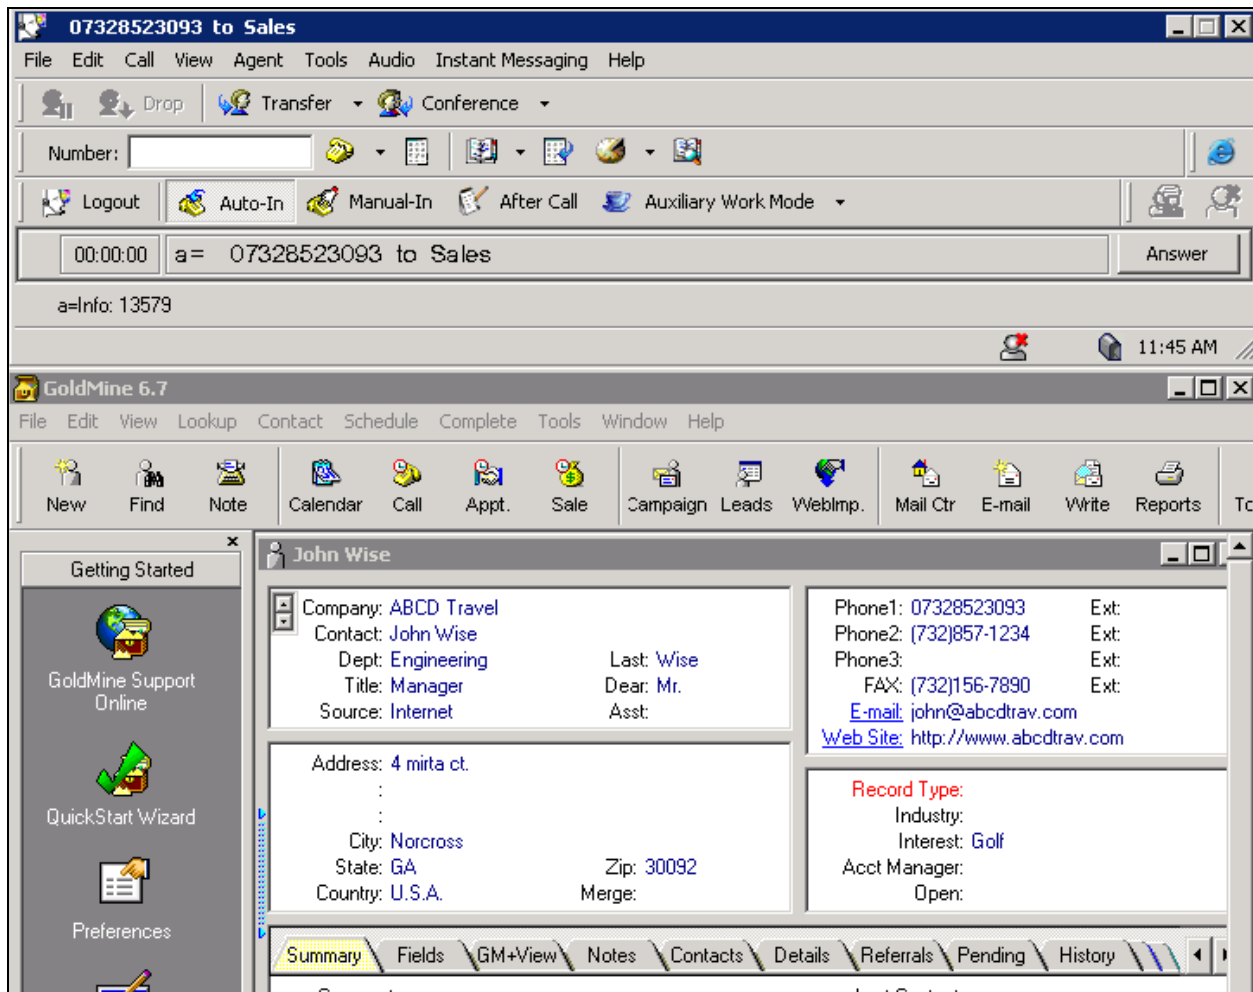 07328523093 to Sales
File Edit Call View Agent Tools Audio Instant Messaging Help
Drop Transfer Conference
Number:
Logout Auto-In Manual-In After Call Auxiliary Work Mode
00:00:00 a= 07328523093 to Sales Answer
a=Info: 13579
11:45 AM
GoldMine 6.7
File Edit View Lookup Contact Schedule Complete Tools Window Help
New Find Note Calendar Call Appt. Sale Campaign Leads WebImp. Mail Ctr E-mail Write Reports
Getting Started
GoldMine Support
Online
QuickStart Wizard
Preferences
John Wise
Company: ABCD Travel
Contact: John Wise
Dept: Engineering Last: Wise
Title: Manager Dear: Mr.
Source: Internet Asst:
Phone1: 07328523093 Ext:
Phone2: (732)857-1234 Ext:
Phone3: Ext:
FAX: (732)156-7890 Ext:
E-mail: john@abcdtrav.com
Web Site: http://www.abcdtrav.com
Address: 4 mirta ct.
:
:
City: Norcross
State: GA Zip: 30092
Country: U.S.A. Merge:
Record Type:
Industry:
Interest: Golf
Acct Manager:
Open:
Summary Fields GM+View Notes Contacts Details Referrals Pending History